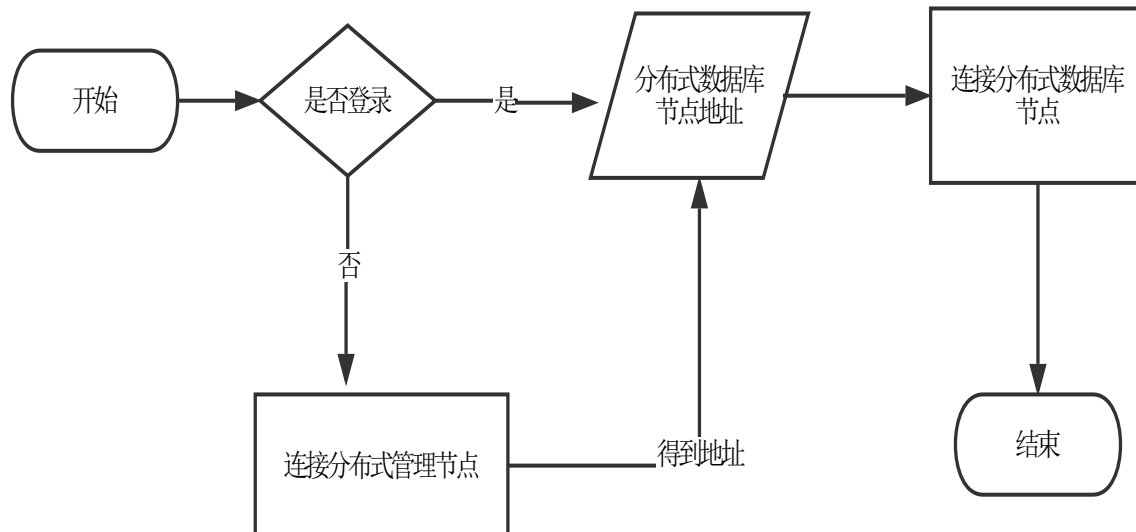 开始
是否登录
是
分布式数据库
节点地址
连接分布式数据库
节点
否
连接分布式管理节点
得到地址
结束